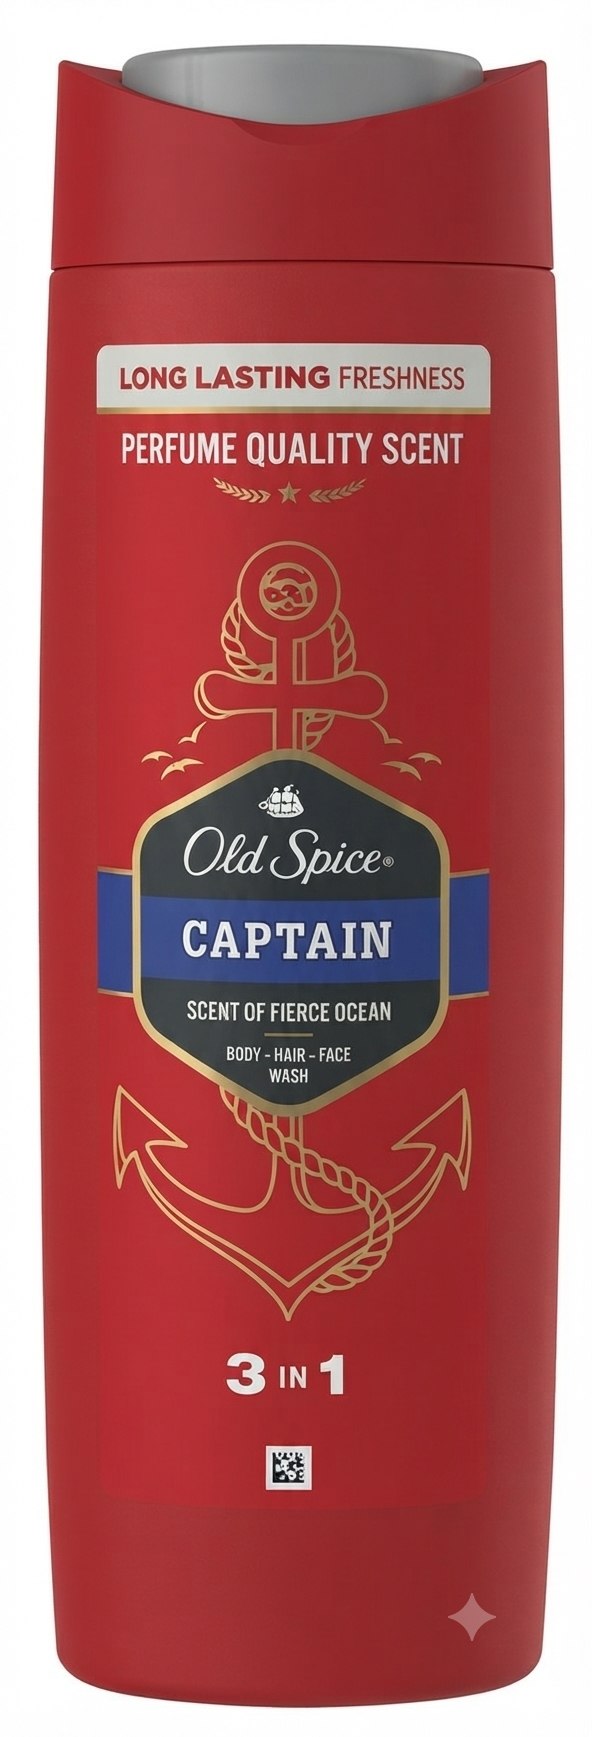 LONG LASTING FRESHNESS
PERFUME QUALITY SCENT
Old Spice®
CAPTAIN
SCENT OF FIERCE OCEAN
BODY - HAIR - FACE
WASH
3 IN 1